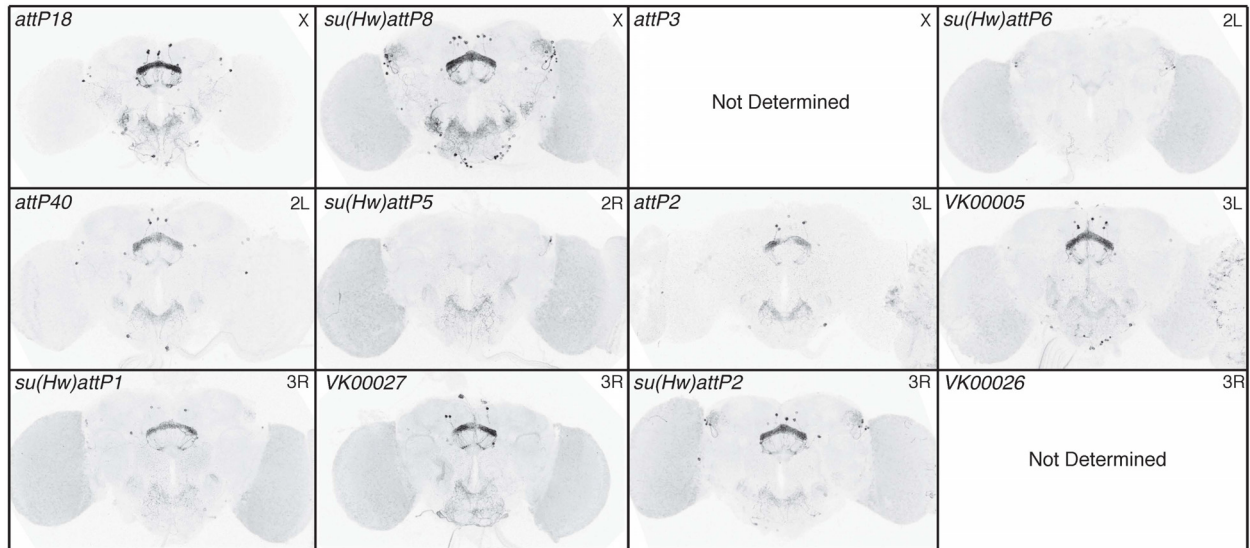 attP18 X
su(Hw)attP8 X
attP3 X
su(Hw)attP6 2L
Not Determined
attP40 2L
su(Hw)attP5 2R
attP2 3L
VK00005 3L
su(Hw)attP1 3R
VK00027 3R
su(Hw)attP2 3R
VK00026 3R
Not Determined